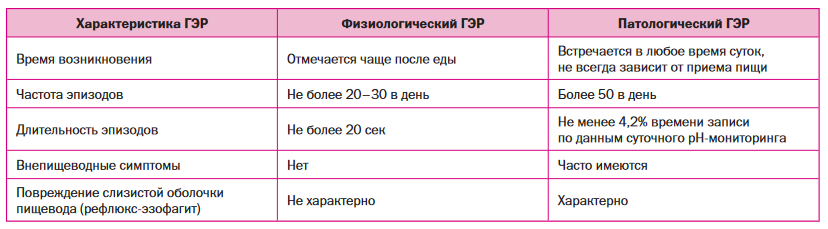 Характеристика ГЭР Физиологический ГЭР Патологический ГЭР
Время возникновения Отмечается чаще после еды Встречается в любое время суток,
не всегда зависит от приема пищи
Частота эпизодов Не более 20–30 в день Более 50 в день
Длительность эпизодов Не более 20 сек Не менее 4,2% времени записи
по данным суточного рН-мониторинга
Внепищеводные симптомы Нет Часто имеются
Повреждение слизистой оболочки
пищевода (рефлюкс-эзофагит) Не характерно Характерно